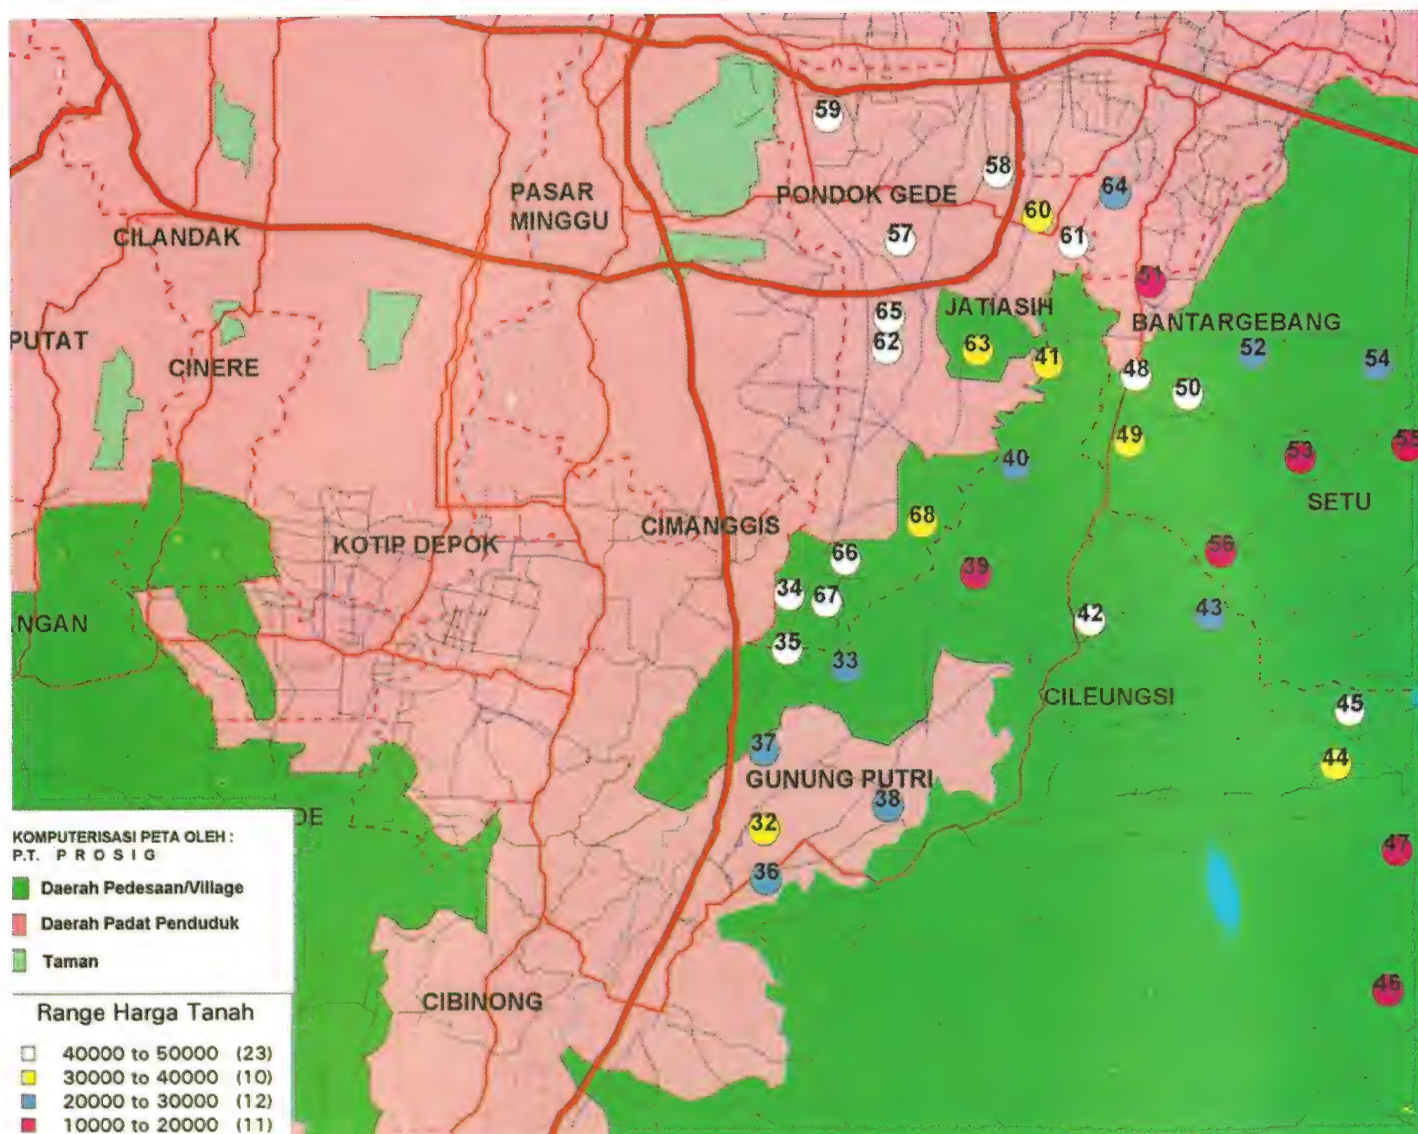 59
58
PASAR
MINGGU
PONDOK GEDE
64
60
CILANDAK
57
61
51
65
JATIASIH
BANTARGEBANG
PUTAT
62
63
41
52
54
CINERE
48
50
49
40
53
55
SETU
68
CIMANGGIS
KOTIP DEPOK
66
56
39
34
67
43
NGAN
42
35
33
CILEUNGSI
45
37
44
GUNUNG PUTRI
38
DE
32
47
36
46
CIBINONG
KOMPUTERISASI PETA OLEH :
P.T. P R O S I G
Daerah Pedesaan/Village
Daerah Padat Penduduk
Taman
Range Harga Tanah
40000 to 50000 (23)
30000 to 40000 (10)
20000 to 30000 (12)
10000 to 20000 (11)